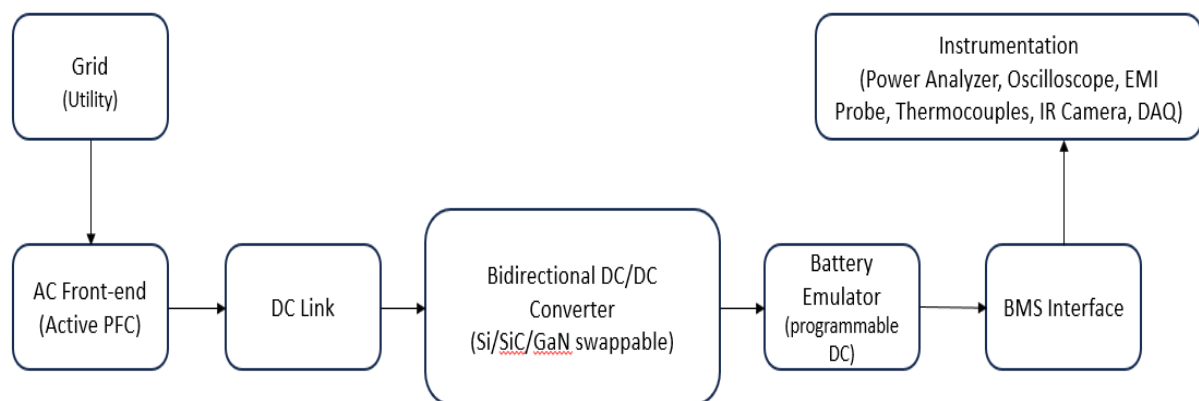 Grid
(Utility)
Instrumentation
(Power Analyzer, Oscilloscope, EMI
Probe, Thermocouples, IR Camera, DAQ)
AC Front-end
(Active PFC)
DC Link
Bidirectional DC/DC
Converter
(Si/SiC/GaN swappable)
Battery
Emulator
(programmable
DC)
BMS Interface